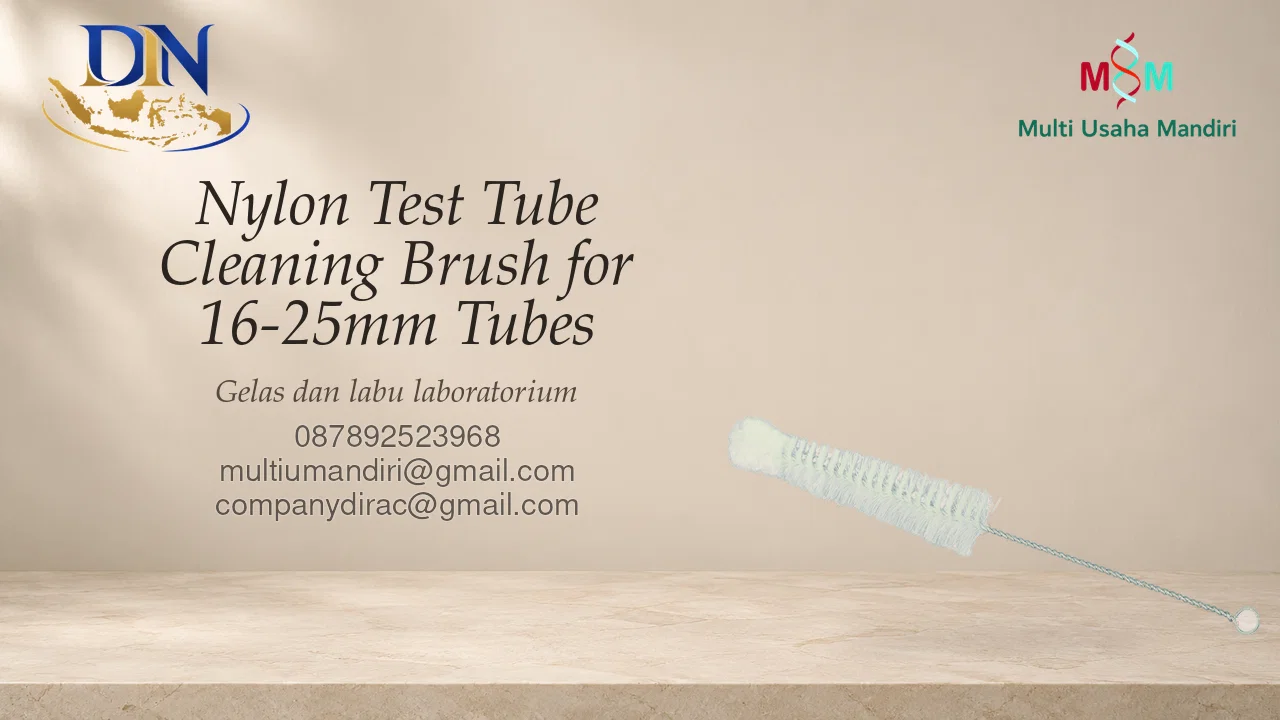 DIN
M M
Multi Usaha Mandiri
Nylon Test Tube
Cleaning Brush for
16-25mm Tubes
Gelas dan labu laboratorium
087892523968
multiumandiri@gmail.com
companydirac@gmail.com